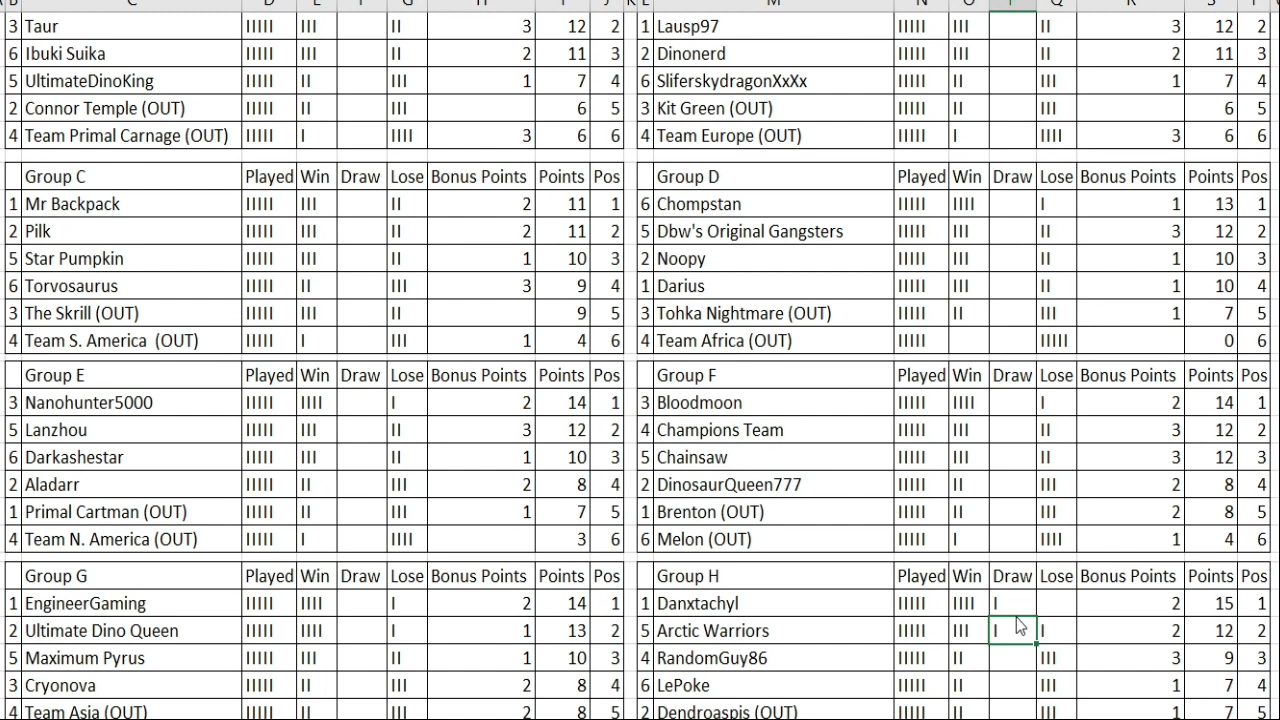 3 Taur IIIII III II 3 12 2
6 Ibuki Suika IIIII III II 2 11 3
5 UltimateDinoKing IIIII II III 1 7 4
2 Connor Temple (OUT) IIIII II III 6 5
4 Team Primal Carnage (OUT) IIIII I IIII 3 6 6
1 Lausp97 IIIII III II 3 12 2
2 Dinonerd IIIII III II 2 11 3
6 SliferskydragonXxXx IIIII II III 1 7 4
3 Kit Green (OUT) IIIII II III 6 5
4 Team Europe (OUT) IIIII I IIII 3 6 6
Group C Played Win Draw Lose Bonus Points Points Pos
1 Mr Backpack IIIII III II 2 11 1
2 Pilk IIIII III II 2 11 2
5 Star Pumpkin IIIII III II 1 10 3
6 Torvosaurus IIIII II III 3 9 4
3 The Skrill (OUT) IIIII III II 9 5
4 Team S. America (OUT) IIIII I III 1 4 6
Group D Played Win Draw Lose Bonus Points Points Pos
6 Chompstan IIIII IIII I 1 13 1
5 Dbw's Original Gangsters IIIII III II 3 12 2
2 Noopy IIIII III II 1 10 3
1 Darius IIIII III II 1 10 4
3 Tohka Nightmare (OUT) IIIII II III 1 7 5
4 Team Africa (OUT) IIIII IIIII 0 6
Group E Played Win Draw Lose Bonus Points Points Pos
3 Nanohunter5000 IIIII IIII I 2 14 1
5 Lanzhou IIIII III II 3 12 2
6 Darkashestar IIIII III II 1 10 3
2 Aladarr IIIII II III 2 8 4
1 Primal Cartman (OUT) IIIII II III 1 7 5
4 Team N. America (OUT) IIIII I IIII 3 6
Group F Played Win Draw Lose Bonus Points Points Pos
3 Bloodmoon IIIII IIII I 2 14 1
4 Champions Team IIIII III II 3 12 2
5 Chainsaw IIIII III II 3 12 3
2 DinosaurQueen777 IIIII II III 2 8 4
1 Brenton (OUT) IIIII II III 2 8 5
6 Melon (OUT) IIIII I IIII 1 4 6
Group G Played Win Draw Lose Bonus Points Points Pos
1 EngineerGaming IIIII IIII I 2 14 1
2 Ultimate Dino Queen IIIII IIII I 1 13 2
5 Maximum Pyrus IIIII III II 1 10 3
3 Cryonova IIIII II III 2 8 4
4 Team Asia (OUT) IIIII II III 2 8 5
Group H Played Win Draw Lose Bonus Points Points Pos
1 Danxtachyl IIIII IIII I 2 15 1
5 Arctic Warriors IIIII III I I 2 12 2
4 RandomGuy86 IIIII II III 3 9 3
6 LePoke IIIII II III 1 7 4
2 Dendroaspis (OUT) IIIII II III 1 7 5